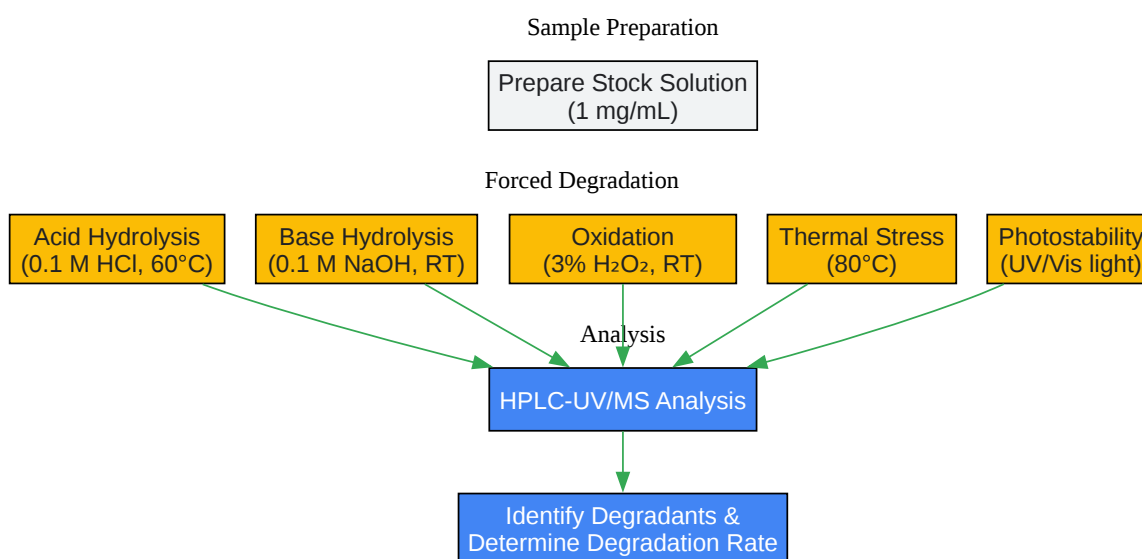 Sample Preparation
Prepare Stock Solution
(1 mg/mL)
Forced Degradation
Acid Hydrolysis
(0.1 M HCl, 60°C)
Base Hydrolysis
(0.1 M NaOH, RT)
Oxidation
(3% H₂O₂, RT)
Thermal Stress
(80°C)
Photostability
(UV/Vis light)
Analysis
HPLC-UV/MS Analysis
Identify Degradants &
Determine Degradation Rate